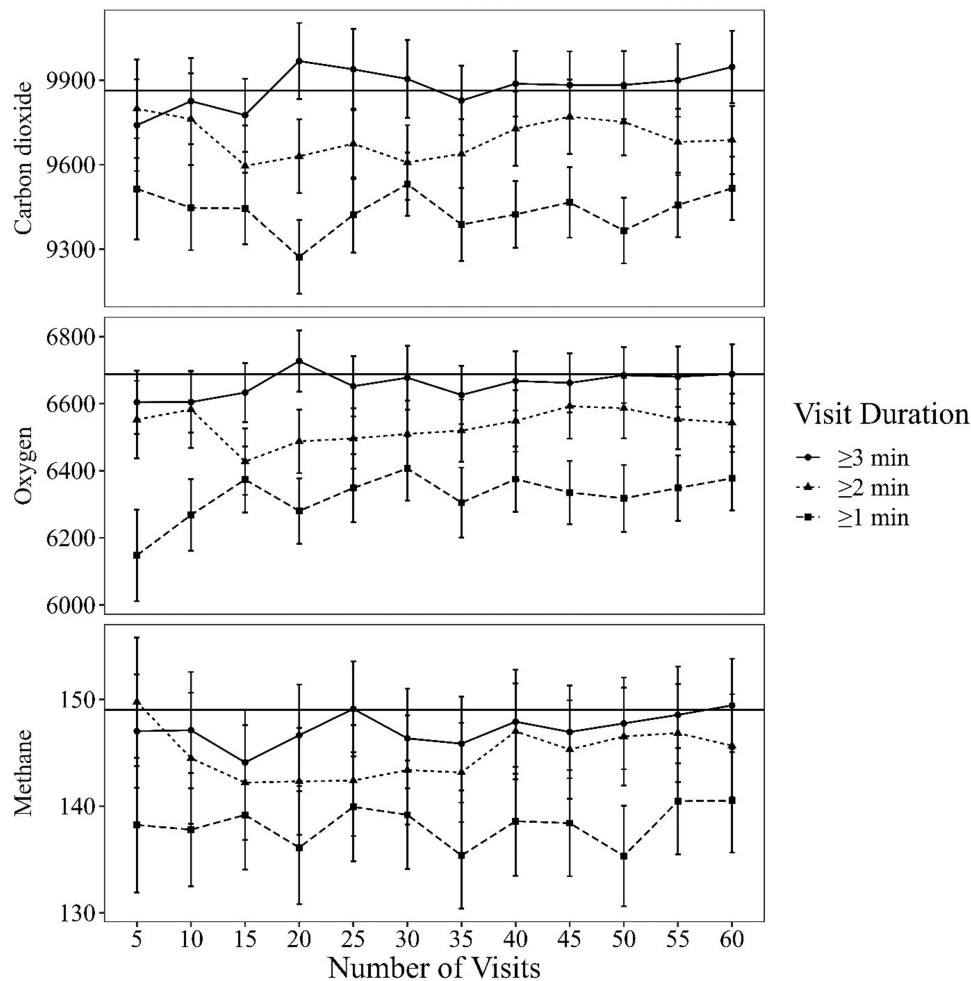 Carbon dioxide
9900
9600
9300
Oxygen
6800
6600
6400
6200
6000
Methane
150
140
130
5 10 15 20 25 30 35 40 45 50 55 60
Number of Visits
Visit Duration
≥3 min
≥2 min
≥1 min